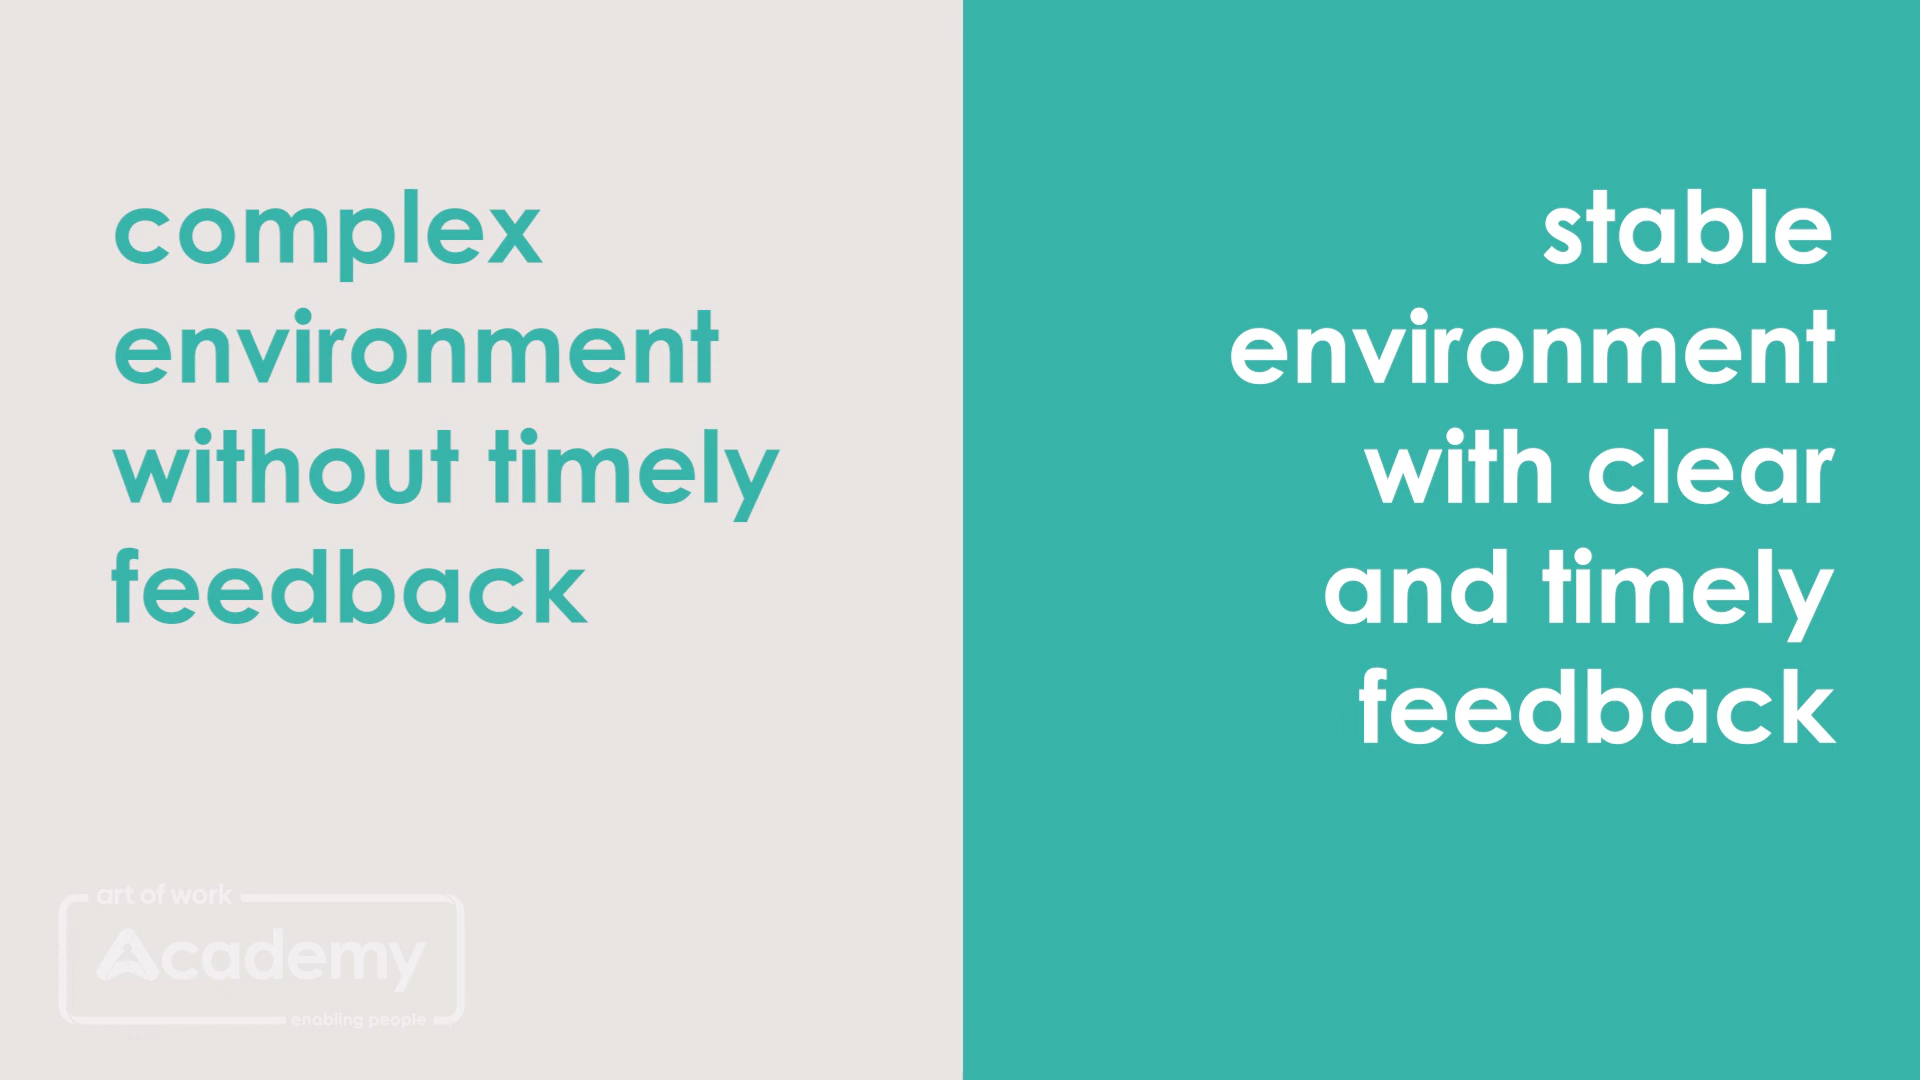 complex
environment
without timely
feedback
stable
environment
with clear
and timely
feedback
art of work
Academy
enabling people